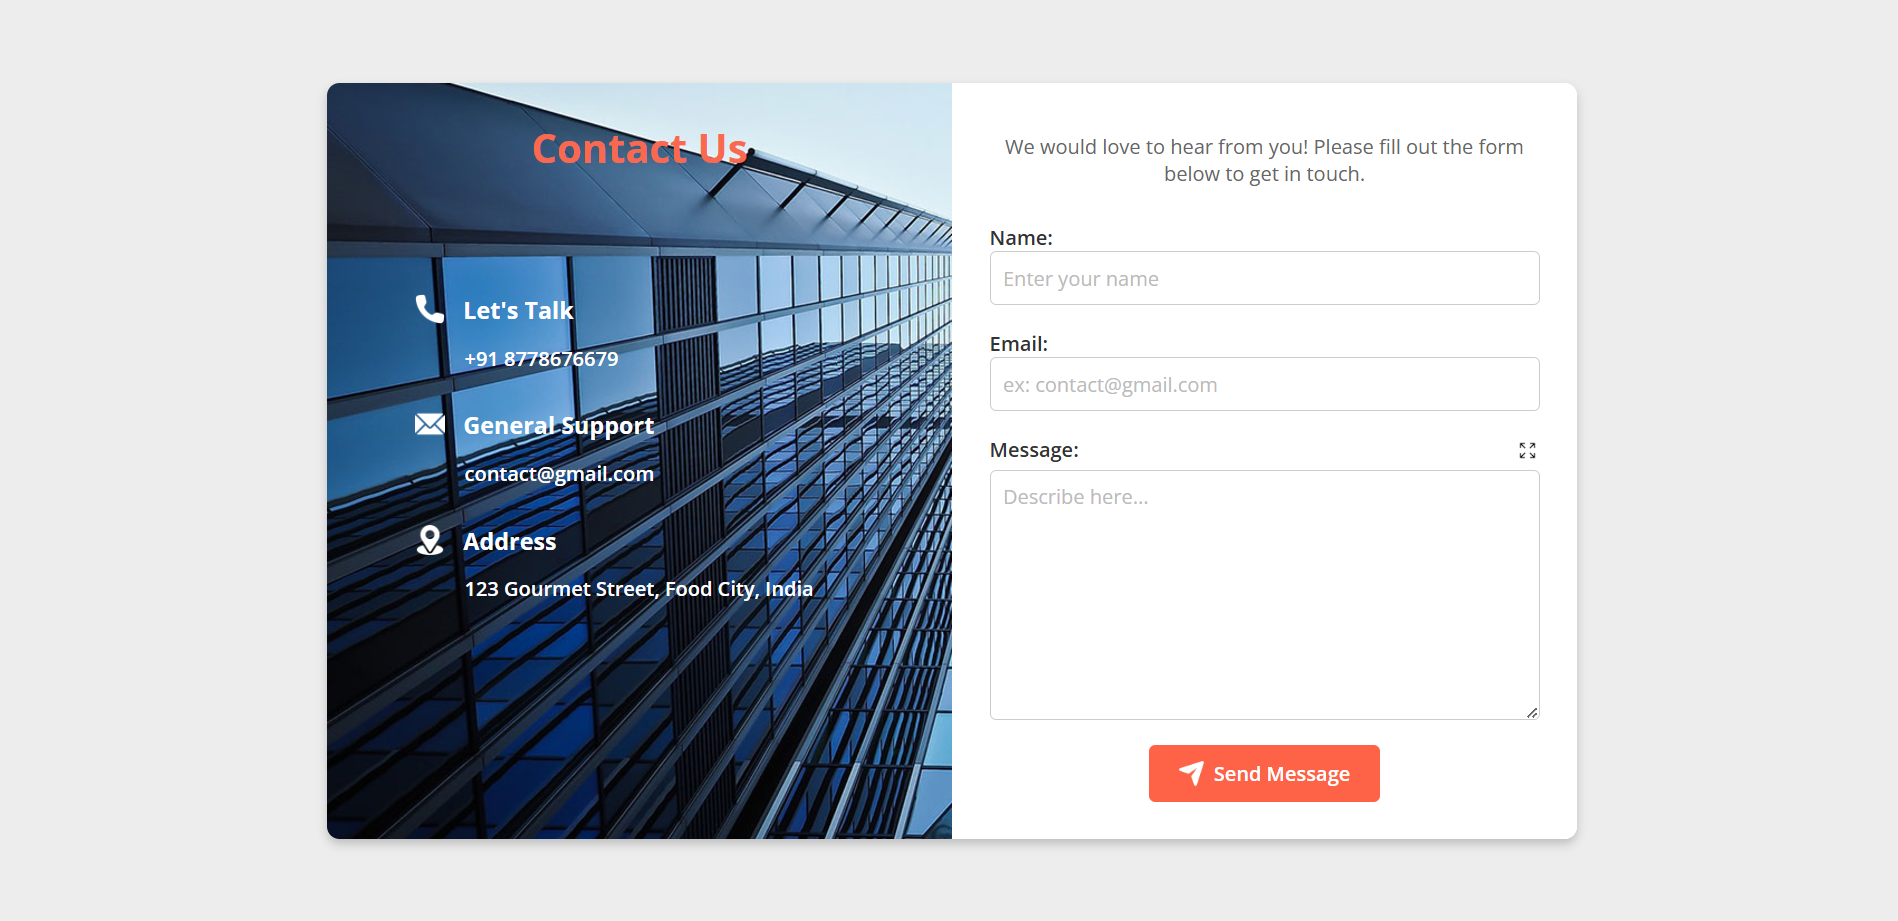 Contact Us
Let's Talk
+91 8778676679
General Support
contact@gmail.com
Address
123 Gourmet Street, Food City, India
We would love to hear from you! Please fill out the form
below to get in touch.
Name:
Enter your name
Email:
ex: contact@gmail.com
Message:
Describe here...
Send Message